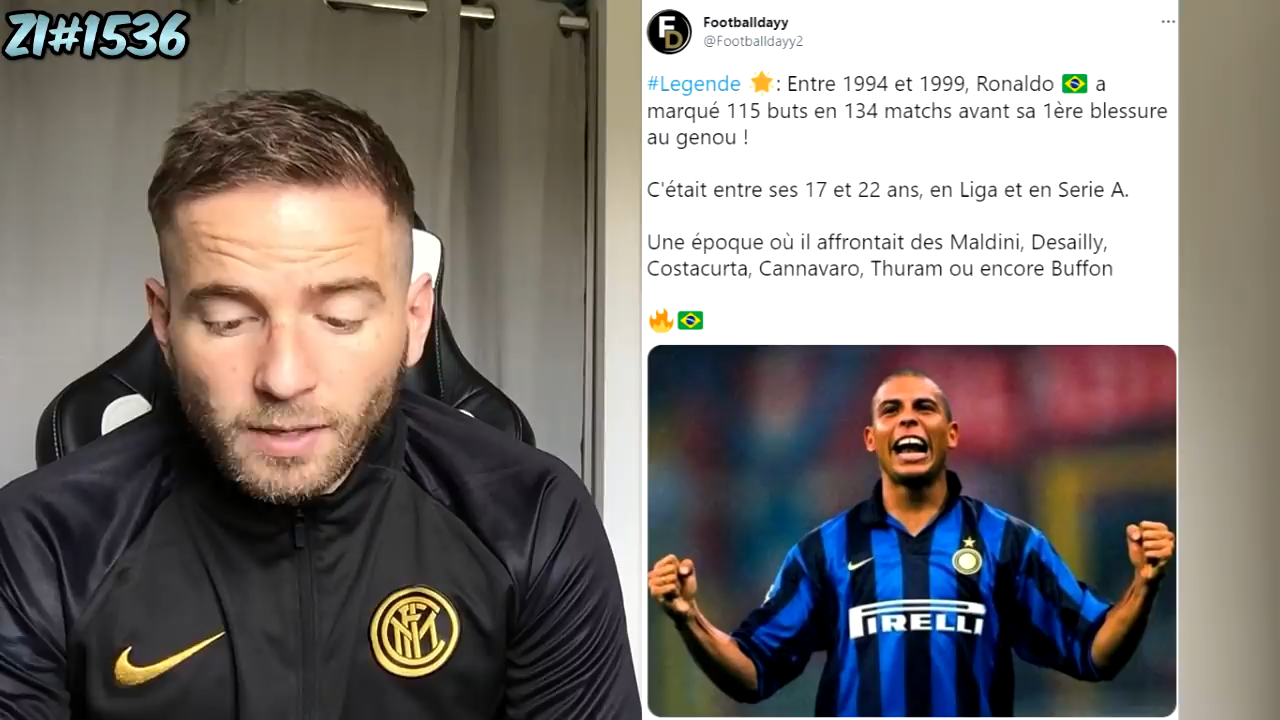 ZI#1536
Footballdayy
@Footballdayy2
#Legende ⭐: Entre 1994 et 1999, Ronaldo 🇧🇷 a
marqué 115 buts en 134 matchs avant sa 1ère blessure
au genou !
C'était entre ses 17 et 22 ans, en Liga et en Serie A.
Une époque où il affrontait des Maldini, Desailly,
Costacurta, Cannavaro, Thuram ou encore Buffon
🔥🇧🇷
PIRELLI